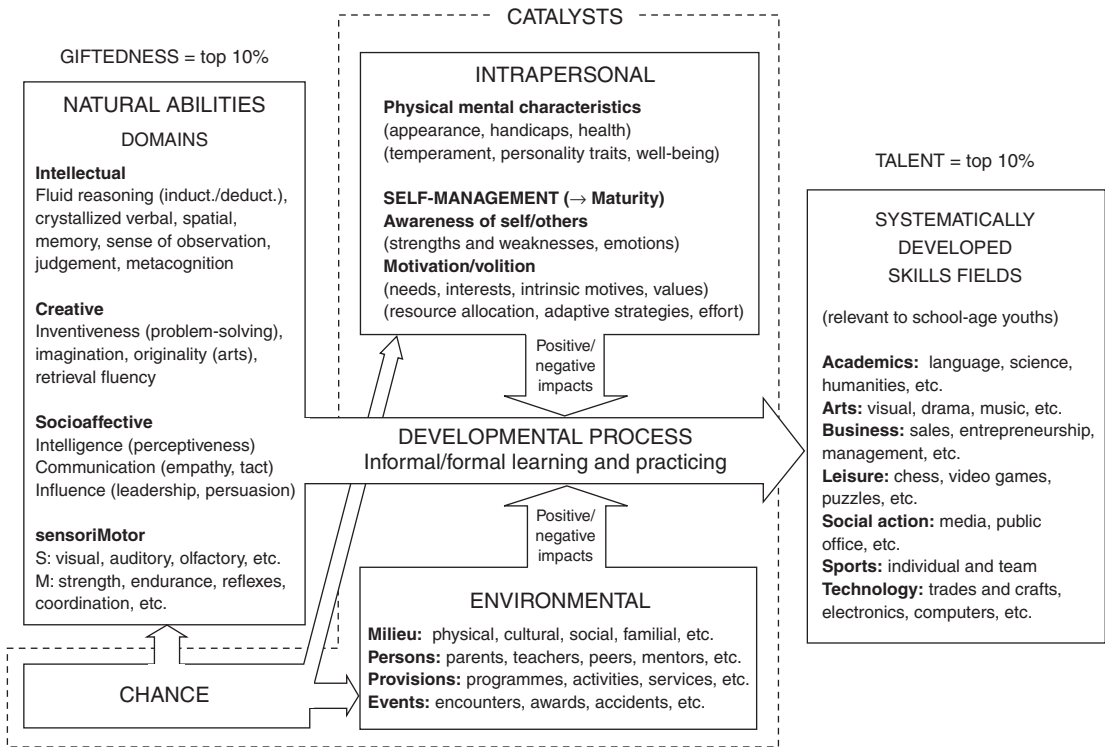 CATALYSTS
GIFTEDNESS = top 10%
NATURAL ABILITIES
DOMAINS
Intellectual
Fluid reasoning (induct./deduct.),
crystallized verbal, spatial,
memory, sense of observation,
judgement, metacognition
Creative
Inventiveness (problem-solving),
imagination, originality (arts),
retrieval fluency
Socioaffective
Intelligence (perceptiveness)
Communication (empathy, tact)
Influence (leadership, persuasion)
sensoriMotor
S: visual, auditory, olfactory, etc.
M: strength, endurance, reflexes,
coordination, etc.
CHANCE
INTRAPERSONAL
Physical mental characteristics
(appearance, handicaps, health)
(temperament, personality traits, well-being)
SELF-MANAGEMENT (→ Maturity)
Awareness of self/others
(strengths and weaknesses, emotions)
Motivation/volition
(needs, interests, intrinsic motives, values)
(resource allocation, adaptive strategies, effort)
Positive/
negative
impacts
DEVELOPMENTAL PROCESS
Informal/formal learning and practicing
Positive/
negative
impacts
ENVIRONMENTAL
Milieu: physical, cultural, social, familial, etc.
Persons: parents, teachers, peers, mentors, etc.
Provisions: programmes, activities, services, etc.
Events: encounters, awards, accidents, etc.
TALENT = top 10%
SYSTEMATICALLY
DEVELOPED
SKILLS FIELDS
(relevant to school-age youths)
Academics: language, science,
humanities, etc.
Arts: visual, drama, music, etc.
Business: sales, entrepreneurship,
management, etc.
Leisure: chess, video games,
puzzles, etc.
Social action: media, public
office, etc.
Sports: individual and team
Technology: trades and crafts,
electronics, computers, etc.